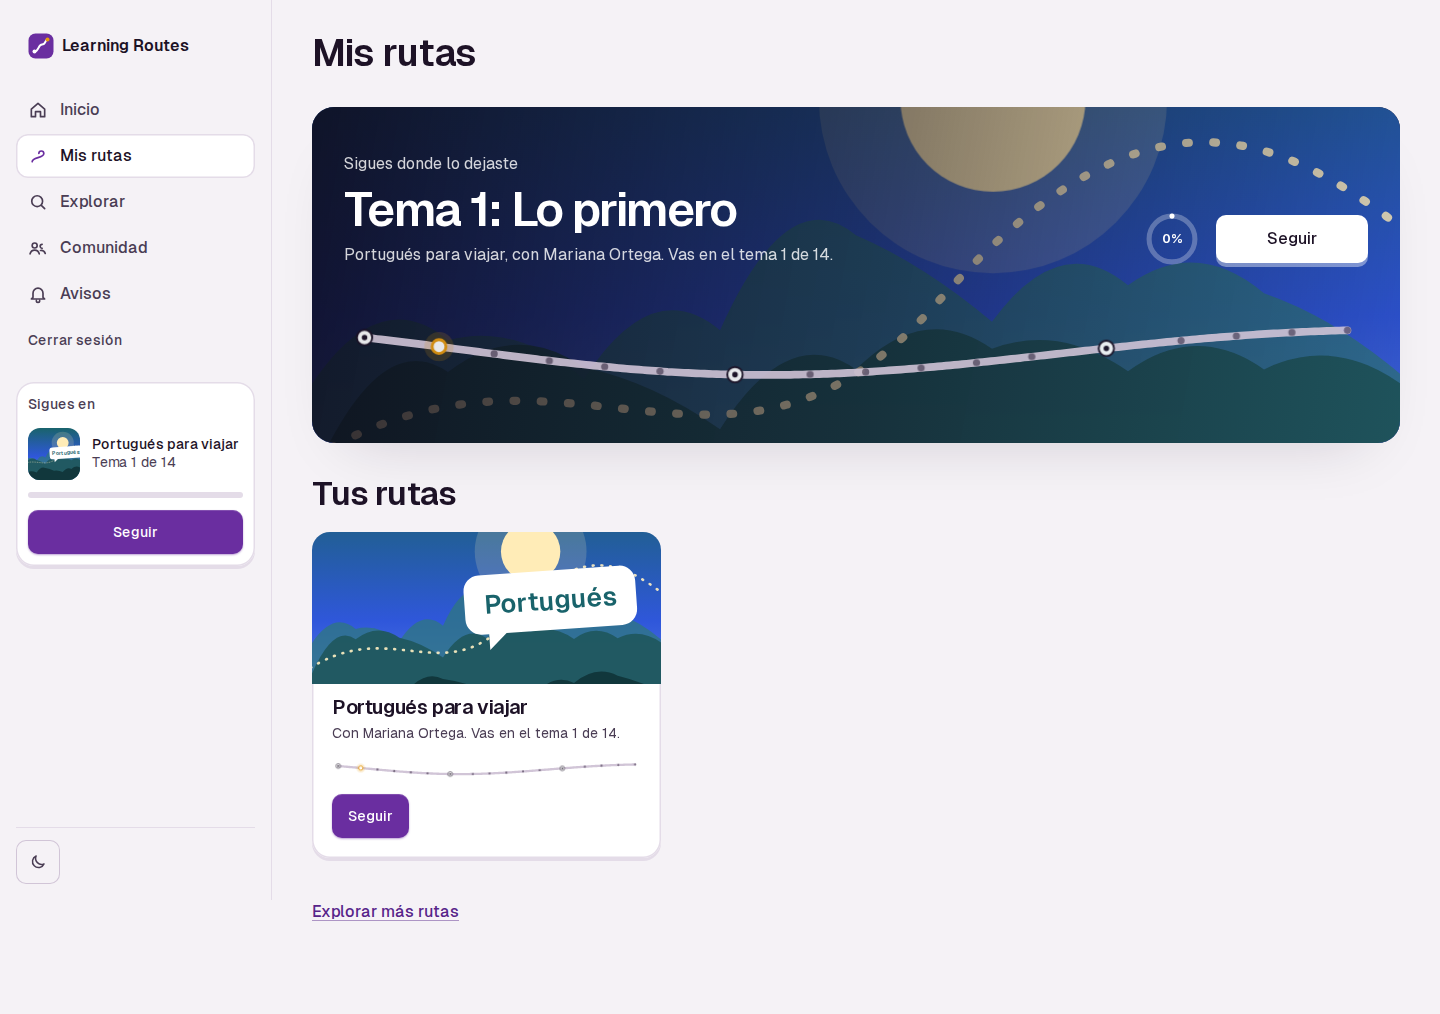 Learning Routes
Inicio
Mis rutas
Explorar
Comunidad
Avisos
Cerrar sesión
Sigues en
Portugués
Portugués para viajar
Tema 1 de 14
Seguir
Mis rutas
Sigues donde lo dejaste
Tema 1: Lo primero
Portugués para viajar, con Mariana Ortega. Vas en el tema 1 de 14.
0%
Seguir
Tus rutas
Portugués
Portugués para viajar
Con Mariana Ortega. Vas en el tema 1 de 14.
Seguir
Explorar más rutas